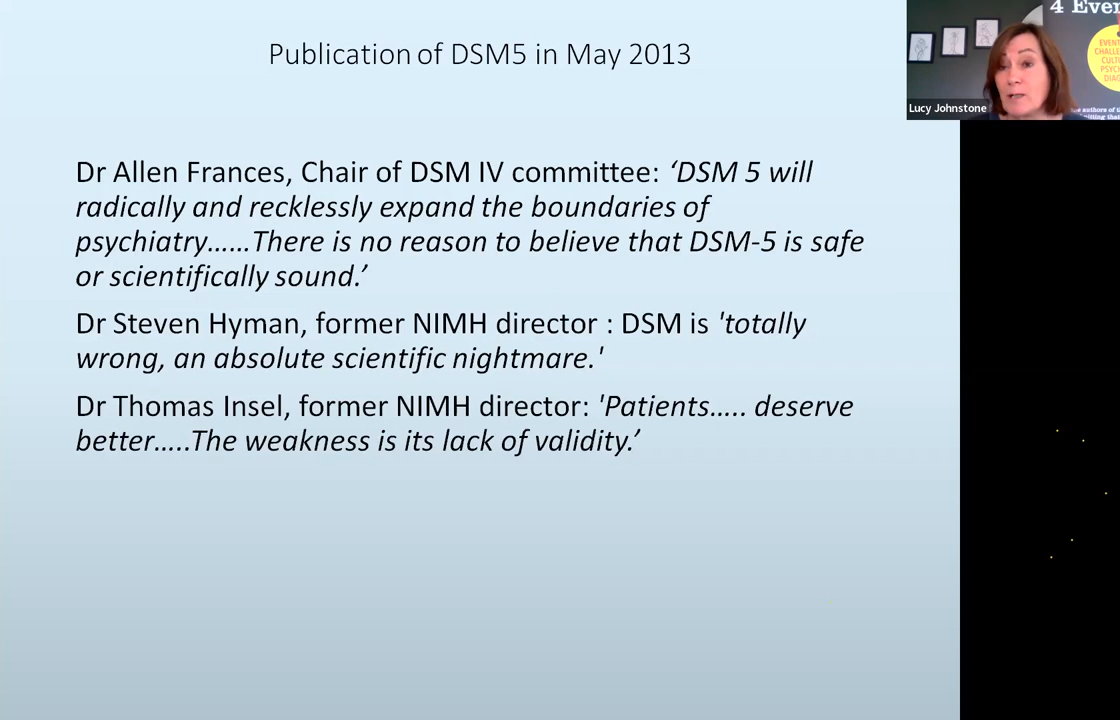 Publication of DSM5 in May 2013
4 Ever
Lucy Johnstone
Dr Allen Frances, Chair of DSM IV committee: ‘DSM 5 will
radically and recklessly expand the boundaries of
psychiatry……There is no reason to believe that DSM-5 is safe
or scientifically sound.’
Dr Steven Hyman, former NIMH director : DSM is 'totally
wrong, an absolute scientific nightmare.'
Dr Thomas Insel, former NIMH director: 'Patients….. deserve
better…..The weakness is its lack of validity.’